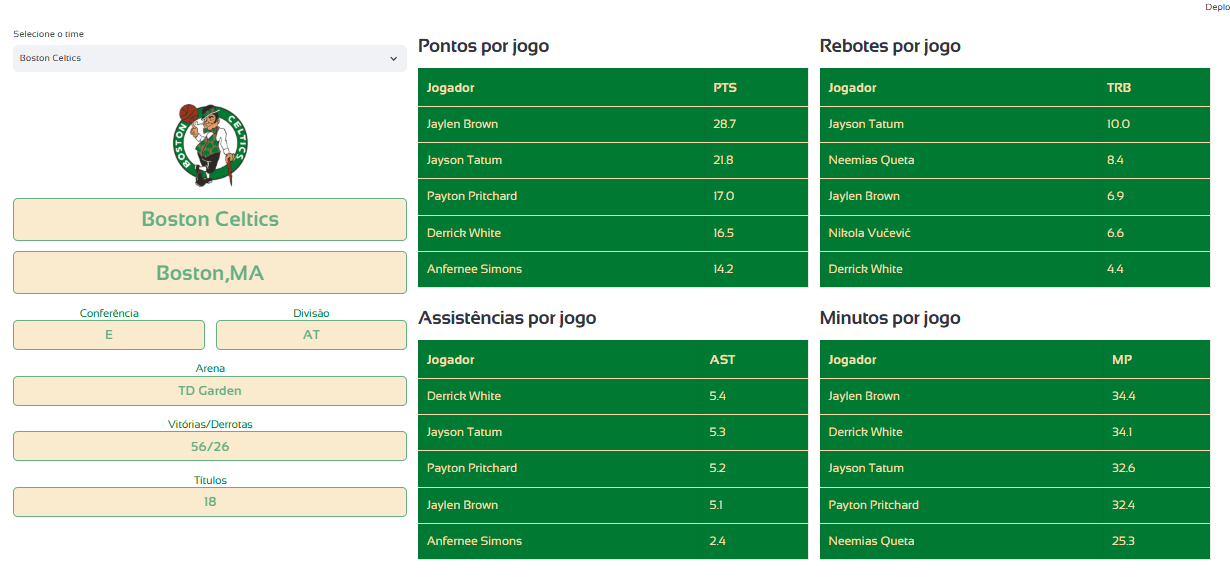 Deplo
Selecione o time
Boston Celtics
BOSTON CELTICS
Boston Celtics
Boston,MA
Conferência Divisão
E AT
Arena
TD Garden
Vitórias/Derrotas
56/26
Títulos
18
Pontos por jogo
Jogador PTS
Jaylen Brown 28.7
Jayson Tatum 21.8
Payton Pritchard 17.0
Derrick White 16.5
Anfernee Simons 14.2
Rebotes por jogo
Jogador TRB
Jayson Tatum 10.0
Neemias Queta 8.4
Jaylen Brown 6.9
Nikola Vučević 6.6
Derrick White 4.4
Assistências por jogo
Jogador AST
Derrick White 5.4
Jayson Tatum 5.3
Payton Pritchard 5.2
Jaylen Brown 5.1
Anfernee Simons 2.4
Minutos por jogo
Jogador MP
Jaylen Brown 34.4
Derrick White 34.1
Jayson Tatum 32.6
Payton Pritchard 32.4
Neemias Queta 25.3